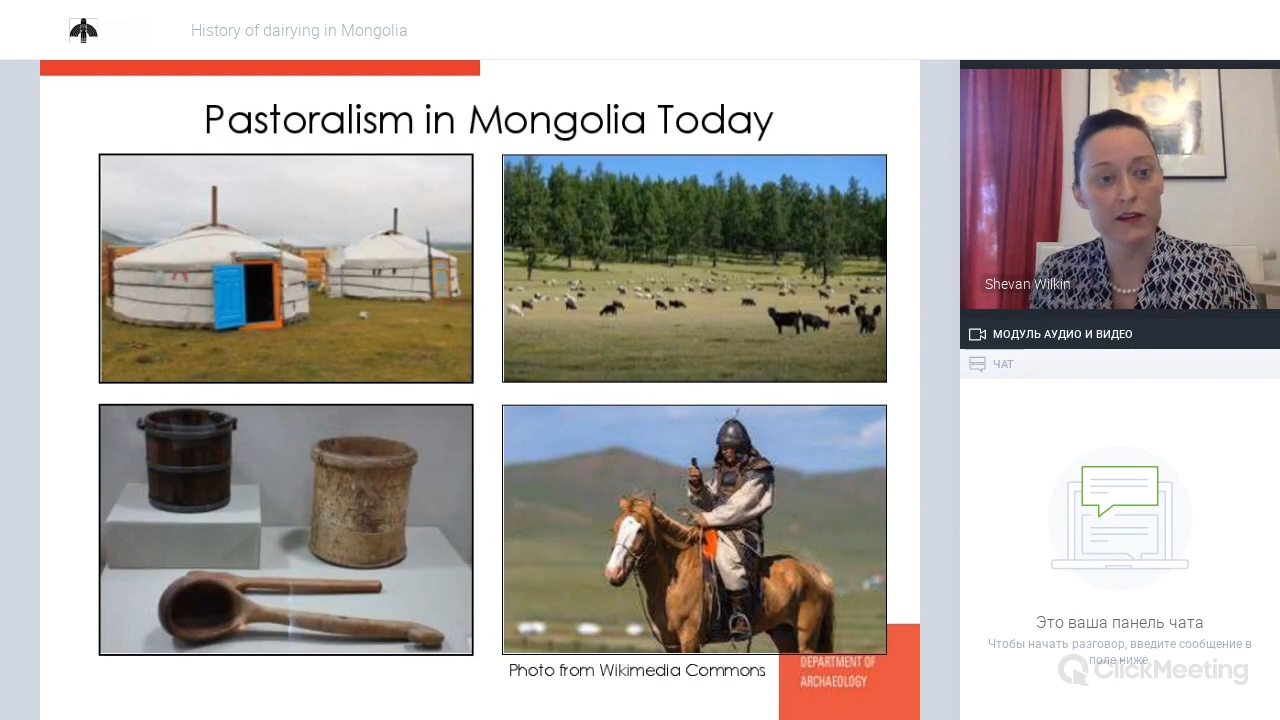 History of dairying in Mongolia
Pastoralism in Mongolia Today
Photo from Wikimedia Commons
DEPARTMENT OF
ARCHAEOLOGY
Shevan Wilkin
МОДУЛЬ АУДИО И ВИДЕО
ЧАТ
Это ваша панель чата
Чтобы начать разговор, введите сообщение в
поле ниже
ClickMeeting